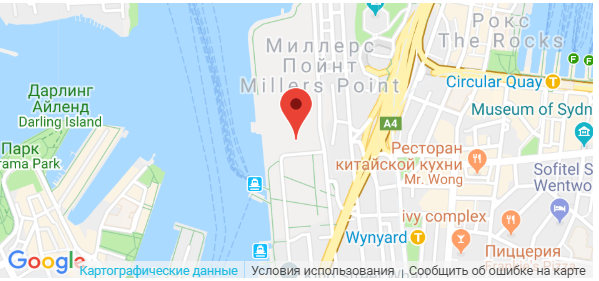 Рокс
The Rocks
Миллерс
Пойнт
Millers Point
Circular Quay T
Дарлинг
Айленд
Darling Island
Museum of Sydn
A4
Парк
rama Park
Ресторан
китайской кухни
Mr. Wong
Sofitel S
Wentwo
ivy complex
Wynyard T
Пиццерия
Frankie's Pizza
Google
Картографические данные
Условия использования
Сообщить об ошибке на карте